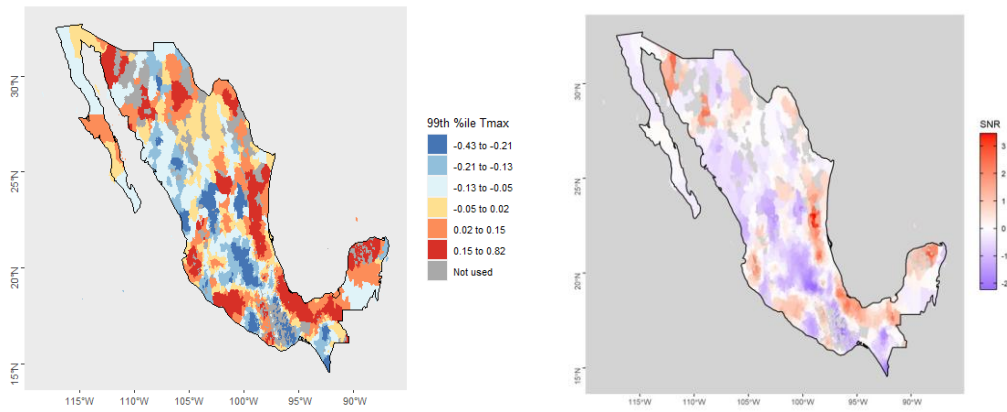 30°N
25°N
20°N
15°N
115°W 110°W 105°W 100°W 95°W 90°W
99th %ile Tmax
-0.43 to -0.21
-0.21 to -0.13
-0.13 to -0.05
-0.05 to 0.02
0.02 to 0.15
0.15 to 0.82
Not used
30°N
25°N
20°N
15°N
115°W 110°W 105°W 100°W 95°W 90°W
SNR
3
2
1
0
-1
-2